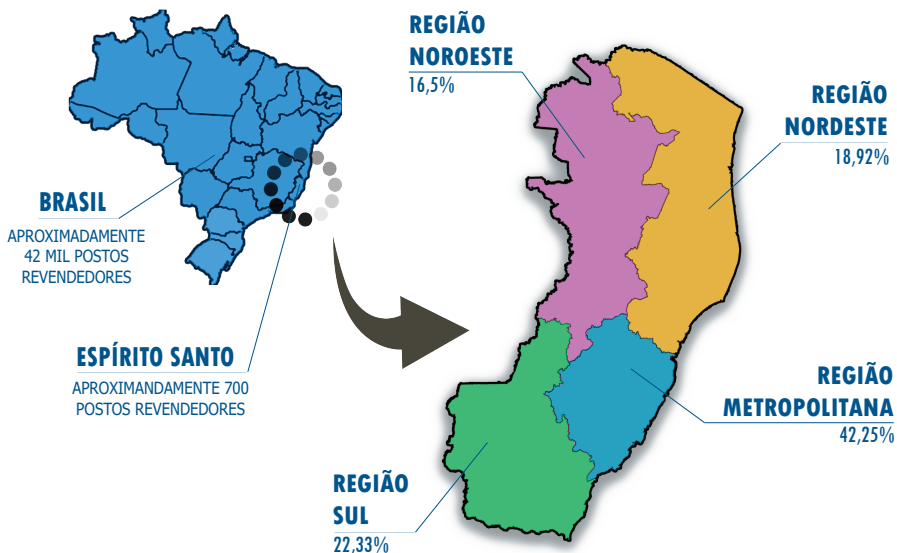 REGIÃO
NOROESTE
16,5%
REGIÃO
NORDESTE
18,92%
BRASIL
APROXIMADAMENTE
42 MIL POSTOS
REVENDEDORES
ESPÍRITO SANTO
APROXIMANDAMENTE 700
POSTOS REVENDEDORES
REGIÃO
METROPOLITANA
42,25%
REGIÃO
SUL
22,33%